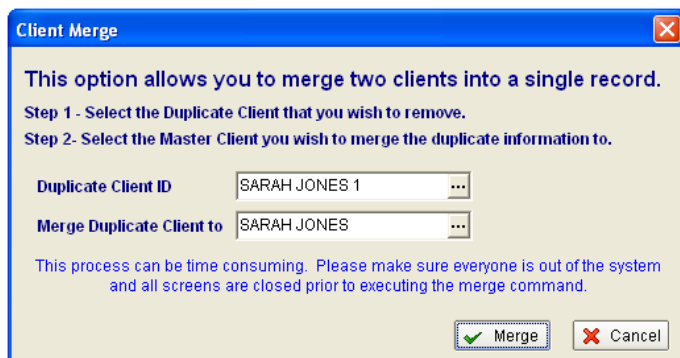 Client Merge
This option allows you to merge two clients into a single record.
Step 1 - Select the Duplicate Client that you wish to remove.
Step 2- Select the Master Client you wish to merge the duplicate information to.
Duplicate Client ID SARAH JONES 1 ...
Merge Duplicate Client to SARAH JONES ...
This process can be time consuming. Please make sure everyone is out of the system
and all screens are closed prior to executing the merge command.
Merge Cancel